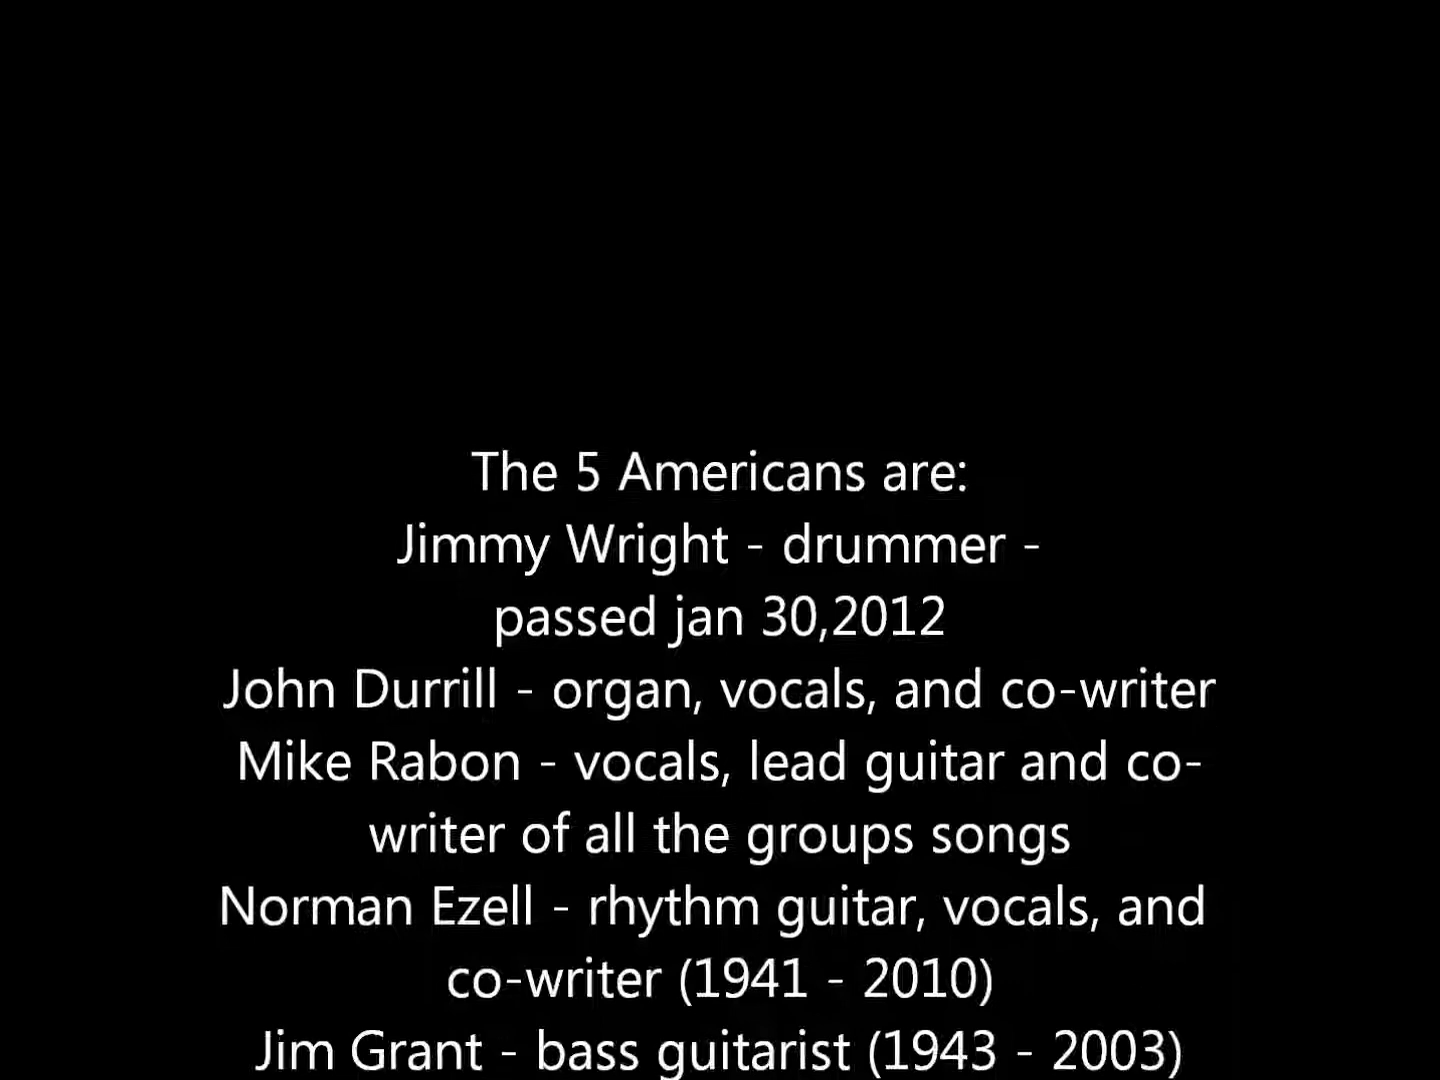 The 5 Americans are:
Jimmy Wright - drummer -
passed jan 30,2012
John Durrill - organ, vocals, and co-writer
Mike Rabon - vocals, lead guitar and co-
writer of all the groups songs
Norman Ezell - rhythm guitar, vocals, and
co-writer (1941 - 2010)
Jim Grant - bass guitarist (1943 - 2003)